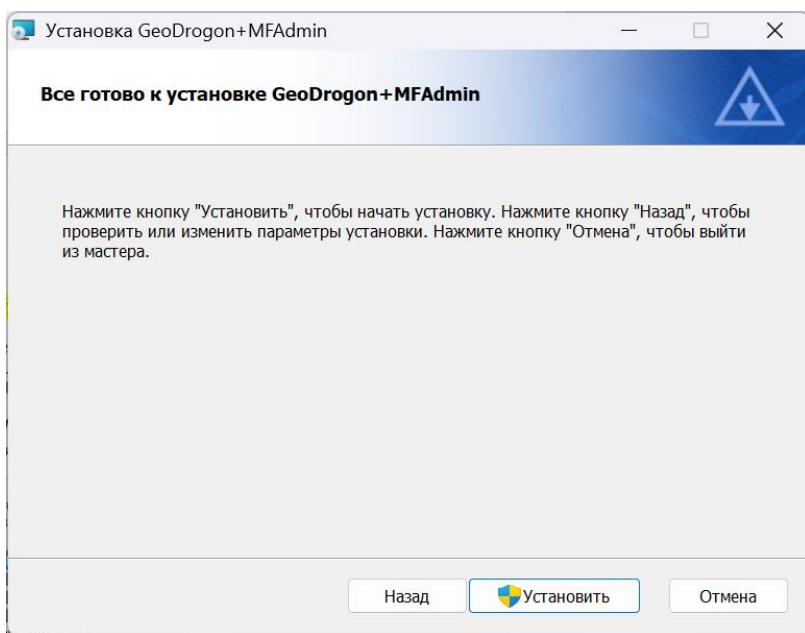 Установка GeoDrogon+MFAdmin
Все готово к установке GeoDrogon+MFAdmin
Нажмите кнопку "Установить", чтобы начать установку. Нажмите кнопку "Назад", чтобы
проверить или изменить параметры установки. Нажмите кнопку "Отмена", чтобы выйти
из мастера.
Назад
Установить
Отмена